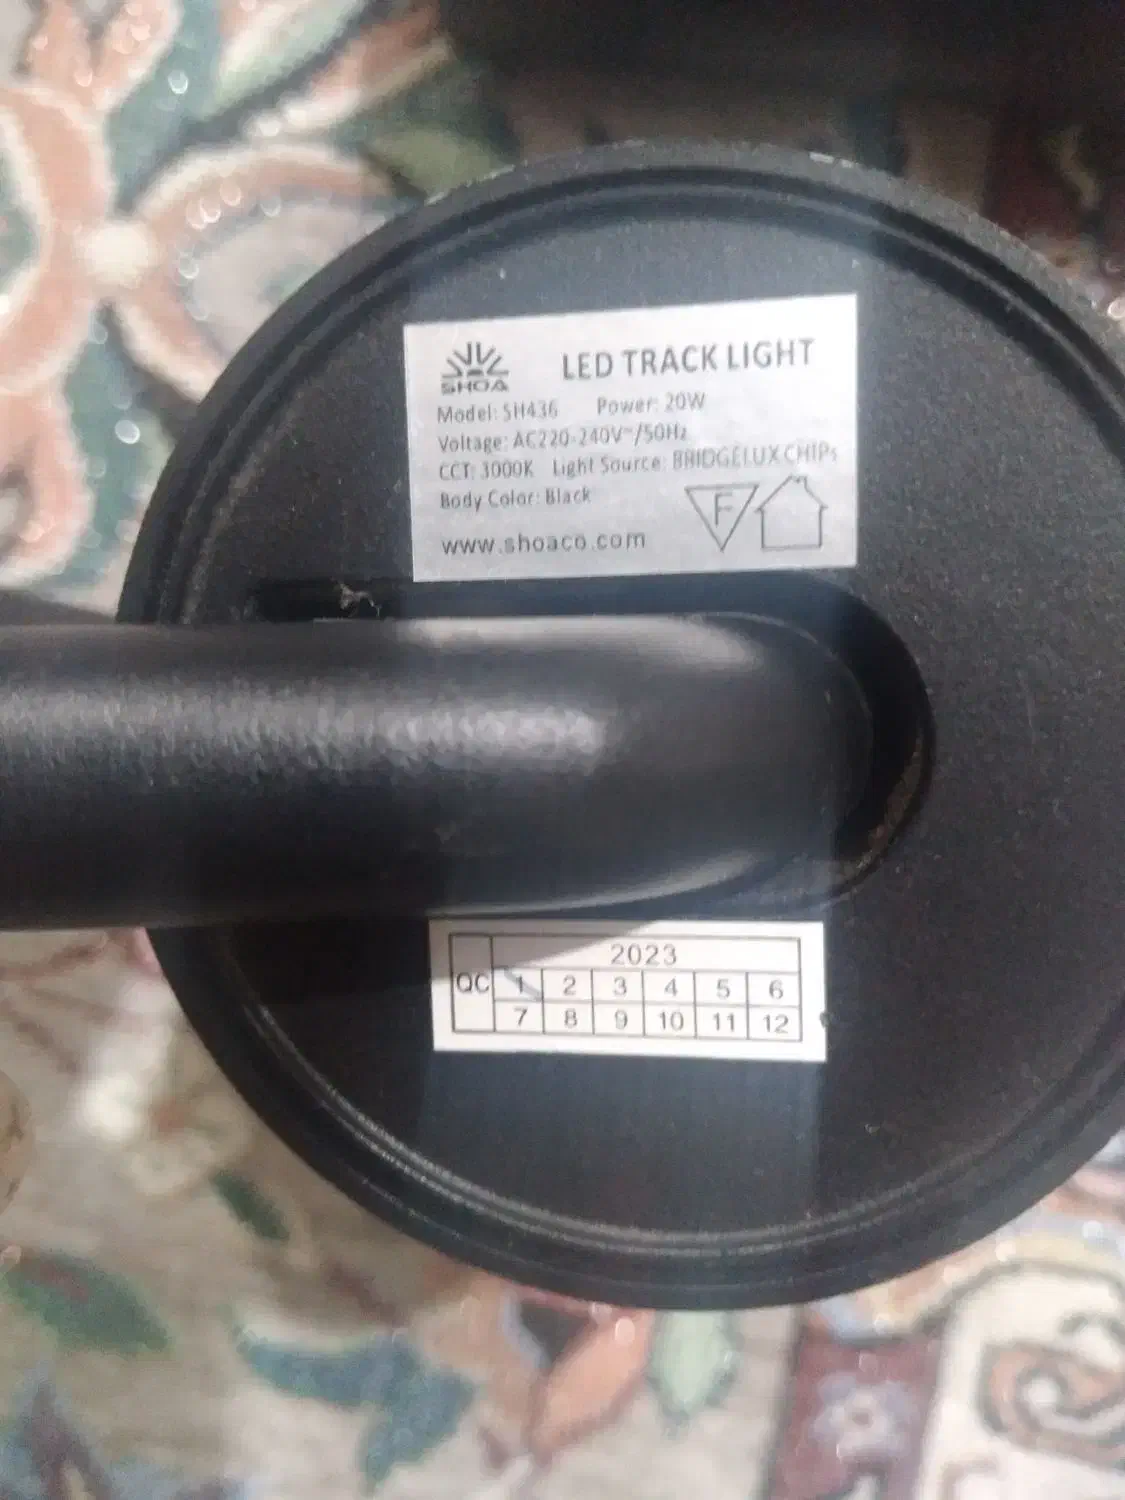 SHOA
LED TRACK LIGHT
Model: SH436 Power: 20W
Voltage: AC220-240V~/50Hz
CCT: 3000K Light Source: BRIDGELUX CHIPs
Body Color: Black
F
www.shoaco.com
2023
QC 1 2 3 4 5 6
7 8 9 10 11 12